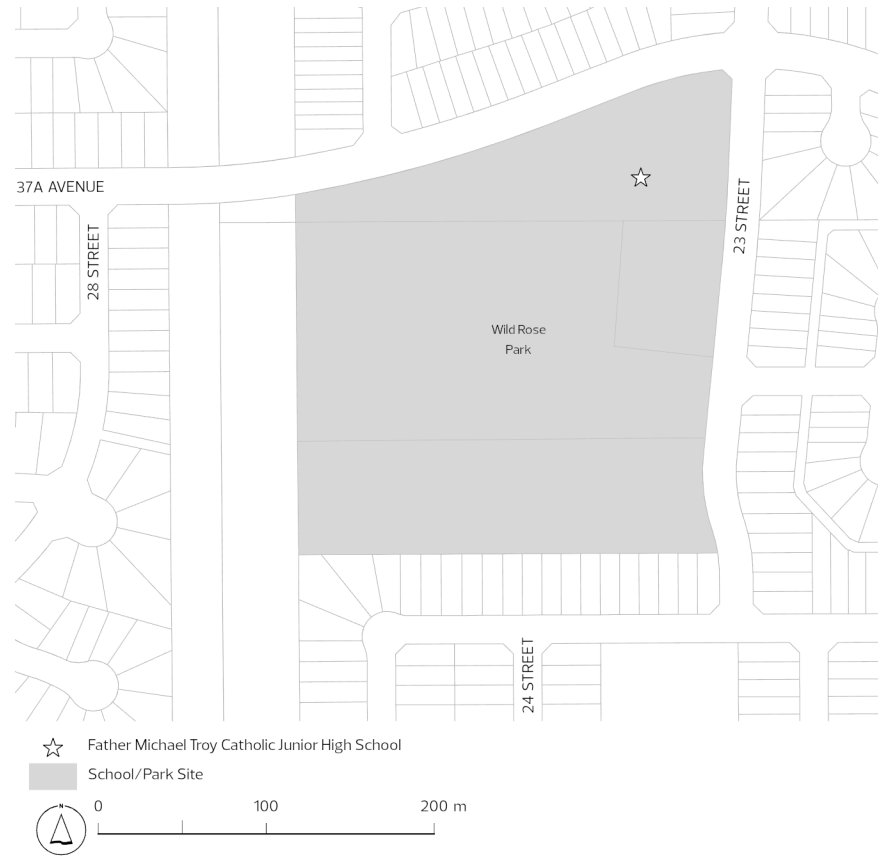 37A AVENUE
28 STREET
23 STREET
Wild Rose
Park
24 STREET
Father Michael Troy Catholic Junior High School
School/Park Site
N
0 100 200 m